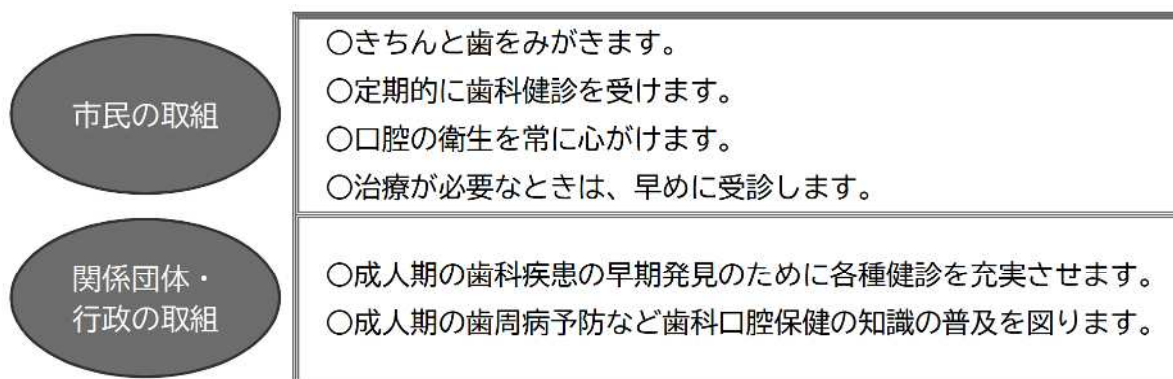 市民の取組
○きちんと歯をみがきます。
○定期的に歯科健診を受けます。
○口腔の衛生を常に心がけます。
○治療が必要なときは、早めに受診します。
関係団体・
行政の取組
○成人期の歯科疾患の早期発見のために各種健診を充実させます。
○成人期の歯周病予防など歯科口腔保健の知識の普及を図ります。